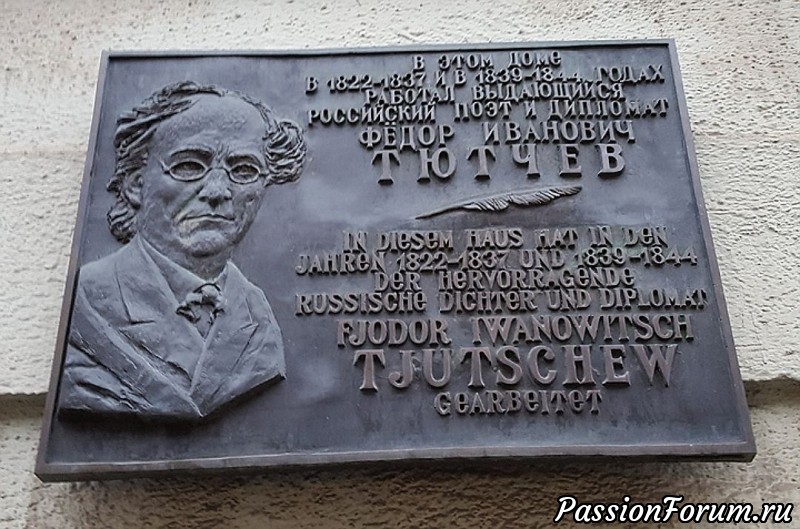 В ЭТОМ ДОМЕ
В 1822-1837 И В 1839-1844 ГОДАХ
РАБОТАЛ ВЫДАЮЩИЙСЯ
РОССИЙСКИЙ ПОЭТ И ДИПЛОМАТ
ФЁДОР ИВАНОВИЧ
ТЮТЧЕВ
IN DIESEM HAUS HAT IN DEN
JAHREN 1822-1837 UND 1839-1844
DER HERVORRAGENDE
RUSSISCHE DICHTER UND DIPLOMAT
FJODOR IWANOWITSCH
TJUTSCHEW
GEARBEITET
PassionForum.ru